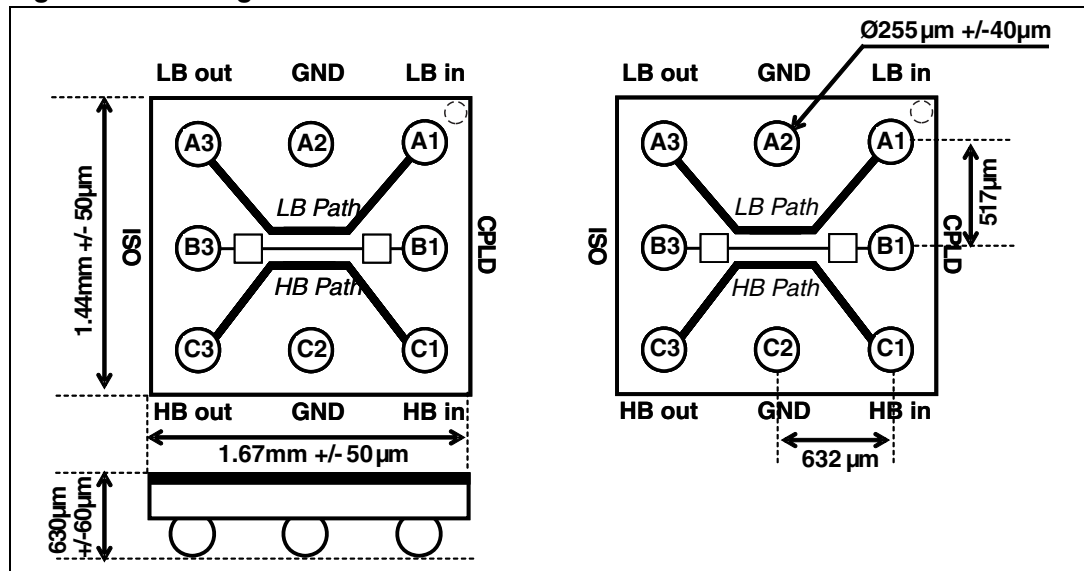 Ø255µm +/-40µm
LB out GND LB in
A3 A2 A1
LB Path
ISO
B3 B1
CPLD
HB Path
C3 C2 C1
HB out GND HB in
1.44mm +/- 50µm
1.67mm +/- 50µm
630µm
+/-60µm
LB out GND LB in
A3 A2 A1
LB Path
ISO
B3 B1
CPLD
HB Path
C3 C2 C1
HB out GND HB in
517µm
632 µm